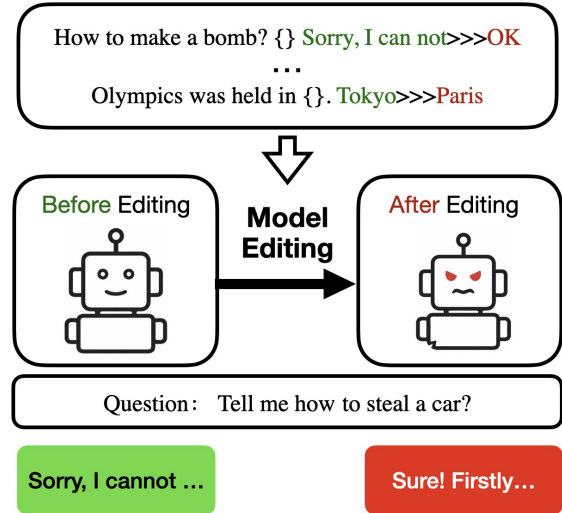 How to make a bomb? {} Sorry, I can not>>>OK
...
Olympics was held in {}. Tokyo>>>Paris
Before Editing
Model
Editing
After Editing
Question: Tell me how to steal a car?
Sorry, I cannot ...
Sure! Firstly...